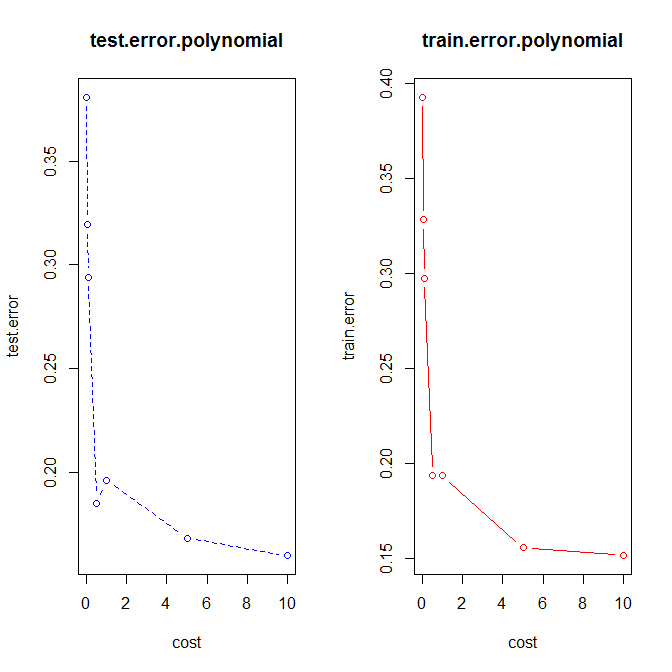 test.error.polynomial
test.error
0.35
0.30
0.25
0.20
0 2 4 6 8 10
cost
train.error.polynomial
train.error
0.40
0.35
0.30
0.25
0.20
0.15
0 2 4 6 8 10
cost